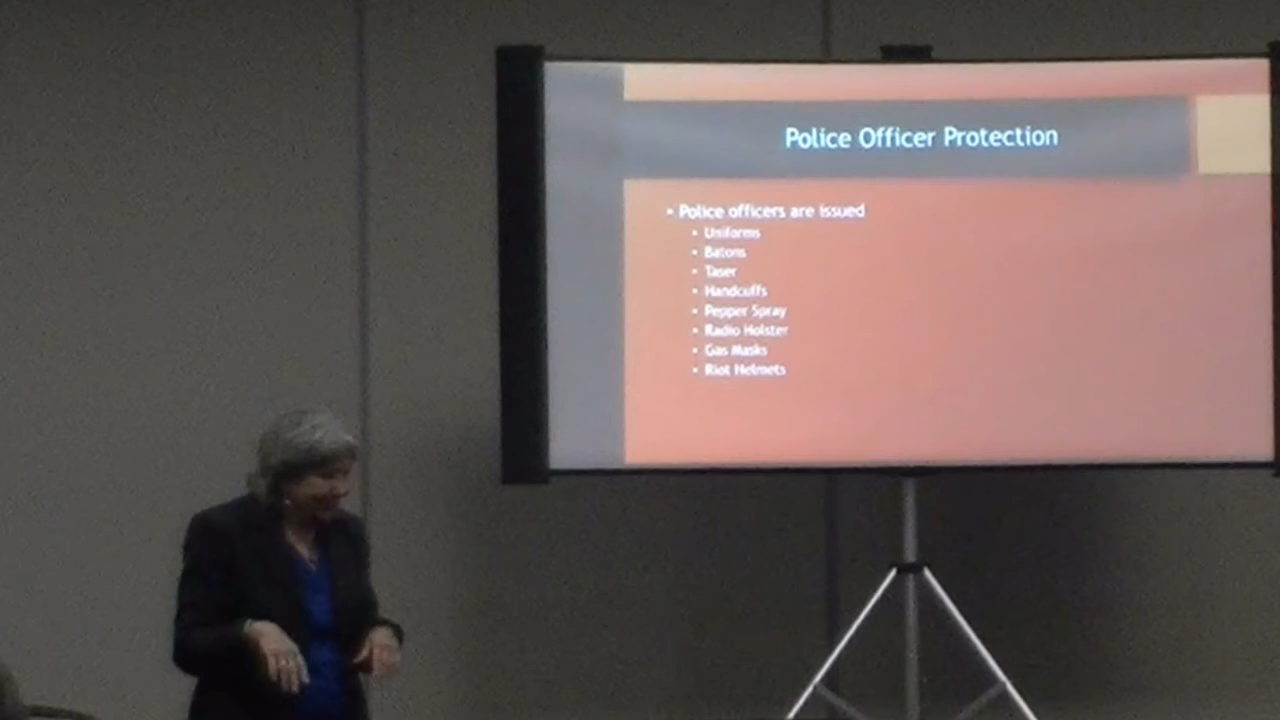 Police Officer Protection
• Police officers are issued
• Uniforms
• Batons
• Taser
• Handcuffs
• Pepper Spray
• Radio Holster
• Gas Masks
• Riot Helmets